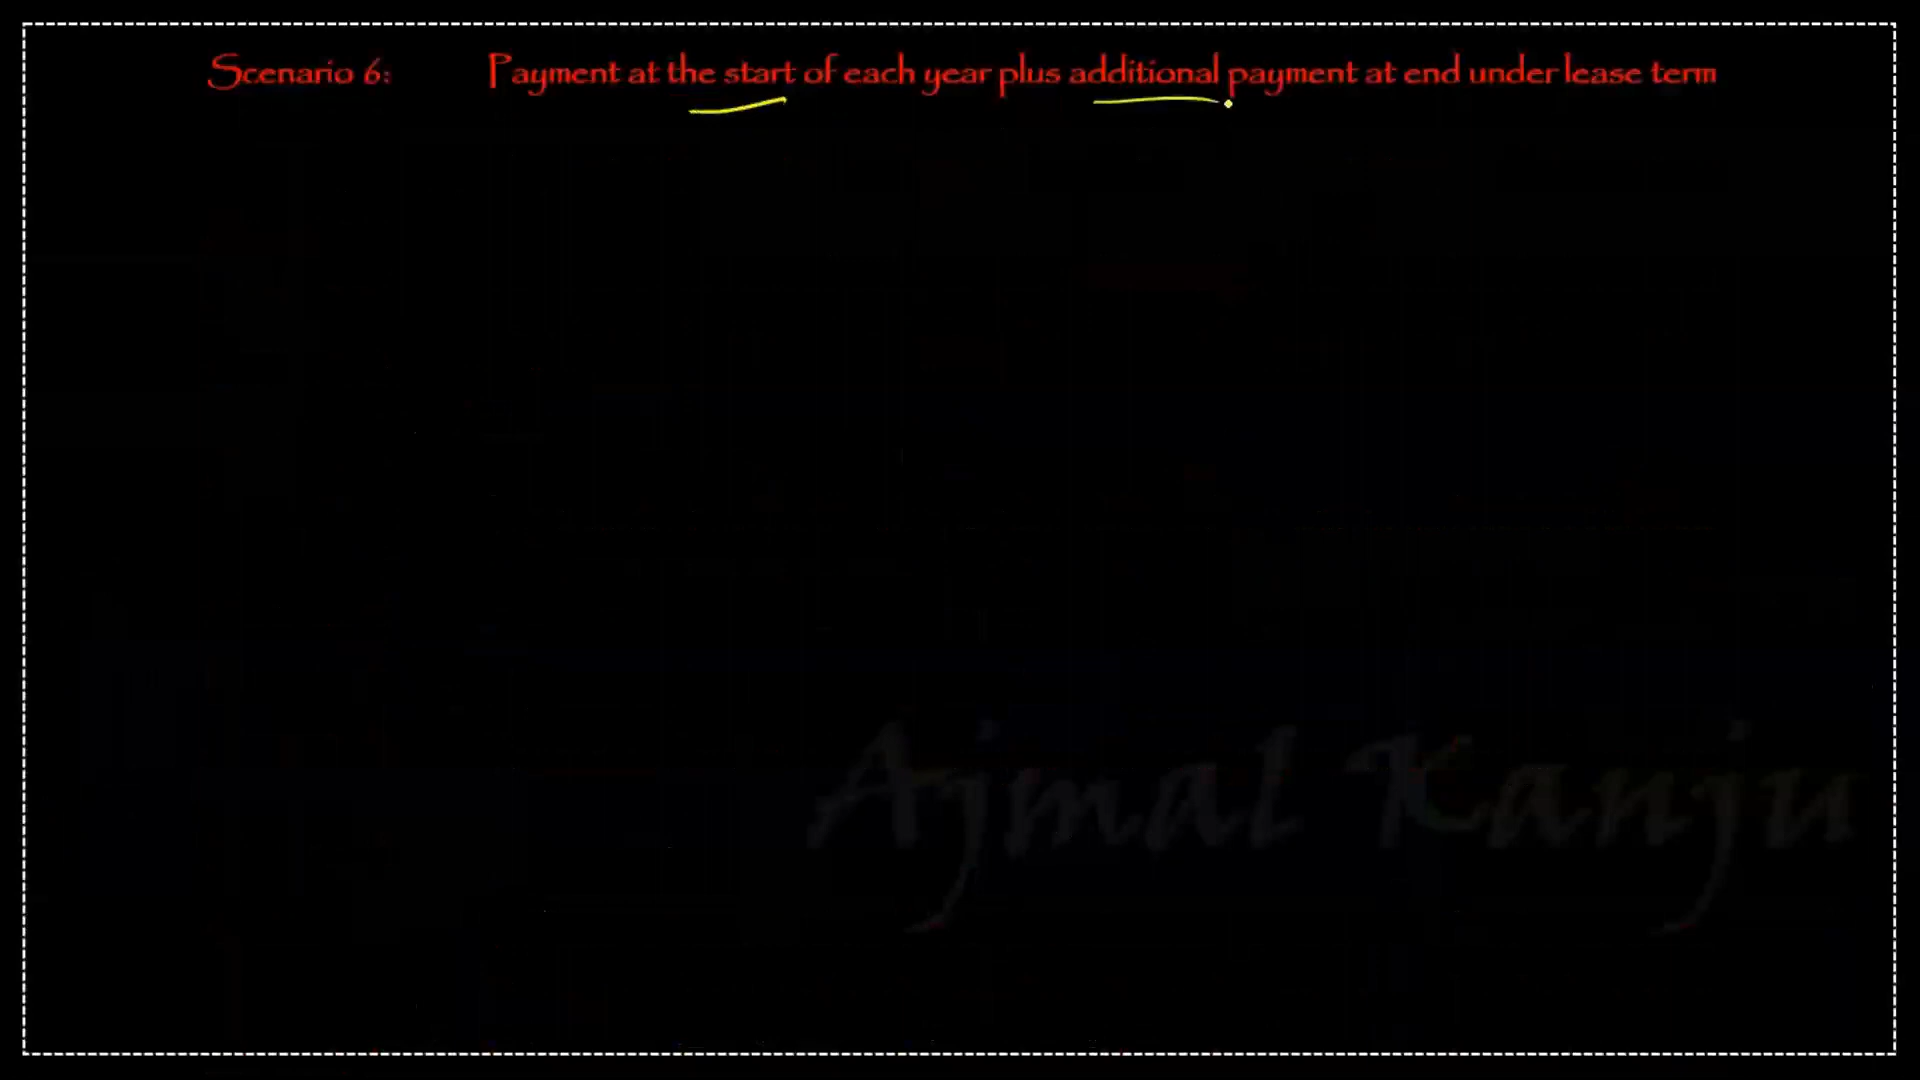 Scenario 6: Payment at the start of each year plus additional payment at end under lease term
Ajmal Kanju